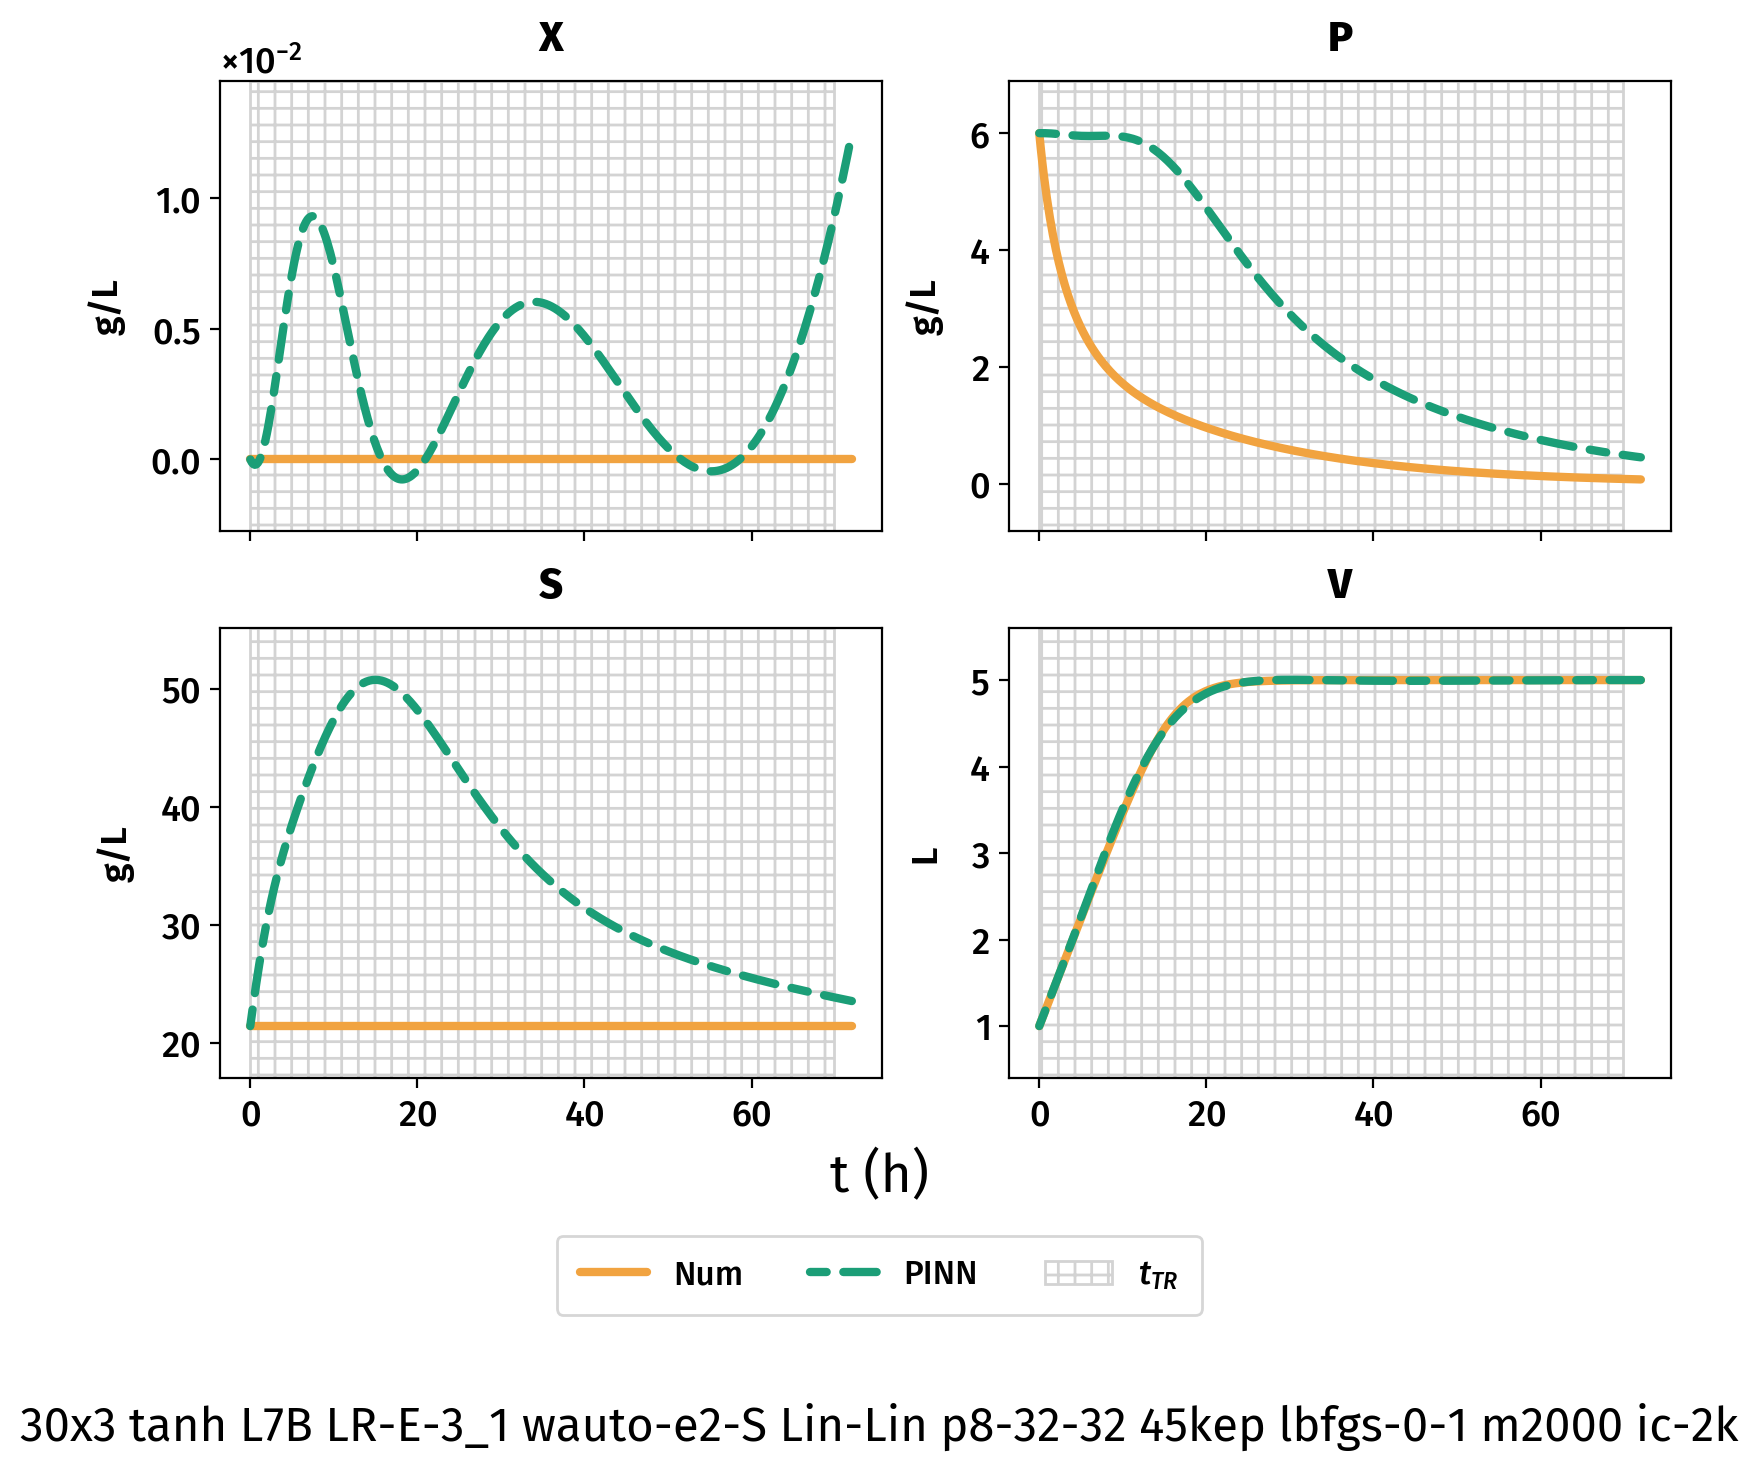 X
×10⁻²
g/L
1.0
0.5
0.0
P
g/L
6
4
2
0
S
g/L
50
40
30
20
0 20 40 60
V
L
5
4
3
2
1
0 20 40 60
t (h)
Num PINN t_TR
30x3 tanh L7B LR-E-3_1 wauto-e2-S Lin-Lin p8-32-32 45kep lbfgs-0-1 m2000 ic-2k